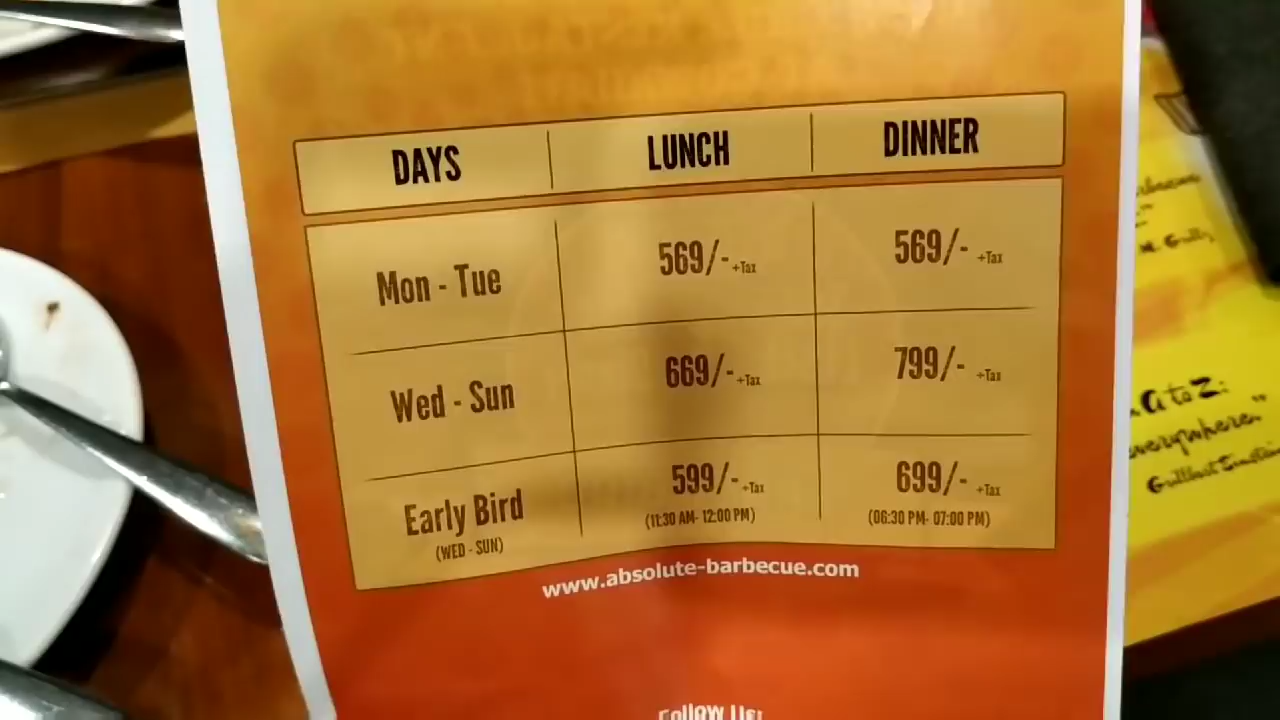 DAYS LUNCH DINNER
Mon - Tue 569/- +Tax 569/- +Tax
Wed - Sun 669/- +Tax 799/- +Tax
Early Bird 599/- +Tax 699/- +Tax
(WED - SUN) (11:30 AM- 12:00 PM) (06:30 PM- 07:00 PM)
www.absolute-barbecue.com
Follow Us:
A to Z:
everywhere."